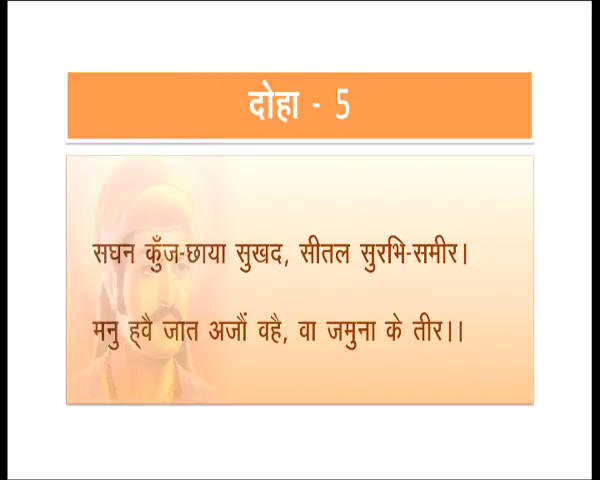 दोहा - 5
सघन कुँज-छाया सुखद, सीतल सुरभि-समीर।
मनु ह्वै जात अजौं वहै, वा जमुना के तीर।।